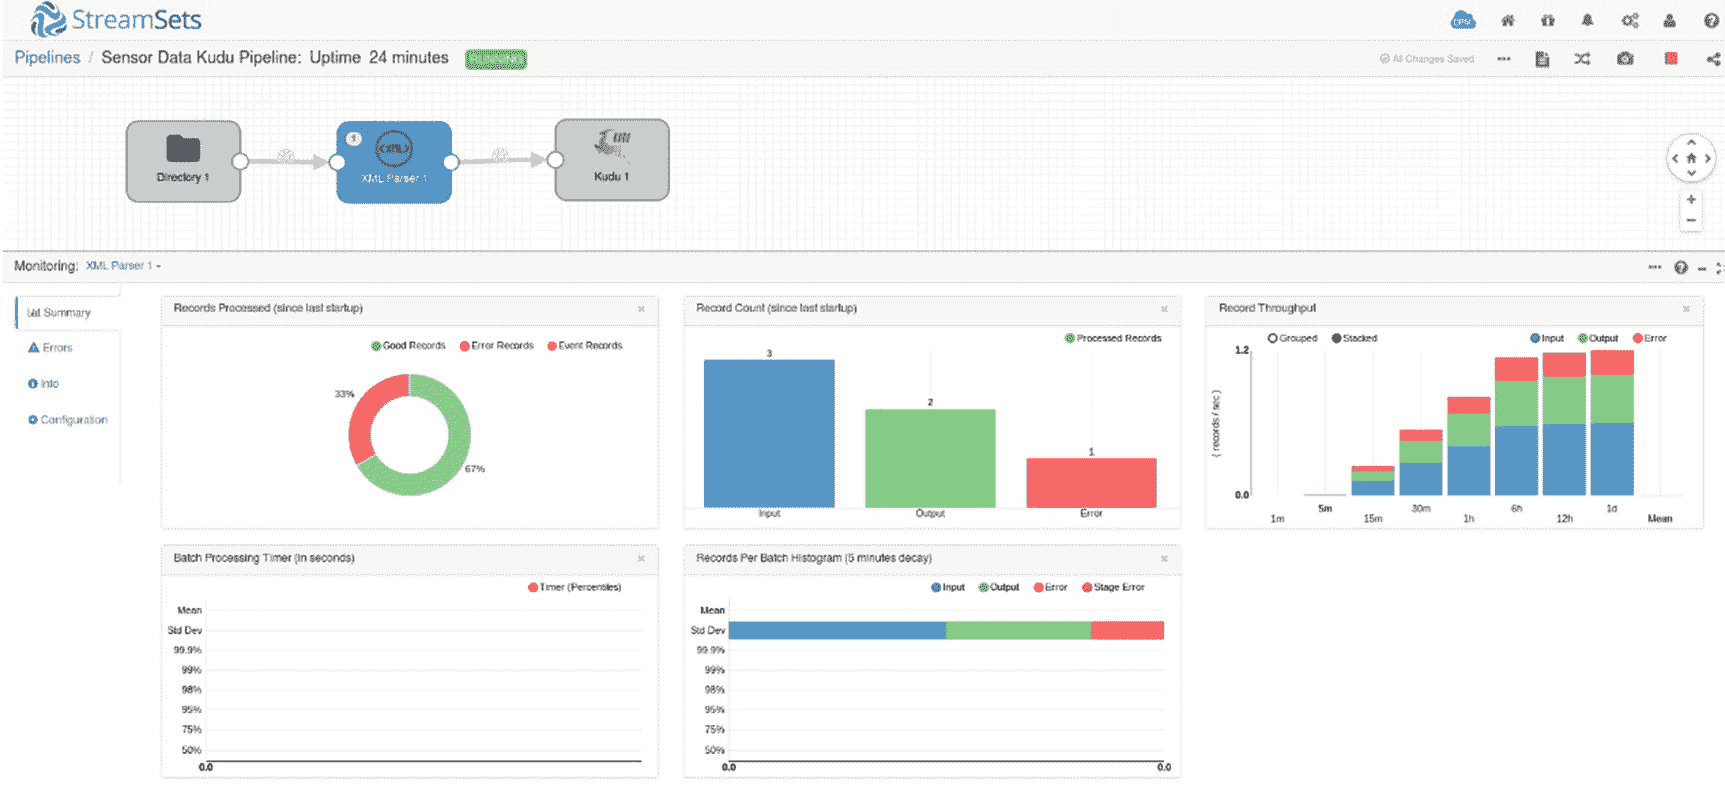 StreamSets
DPM
Pipelines / Sensor Data Kudu Pipeline: Uptime 24 minutes RUNNING
All Changes Saved
Directory 1
1
XML Parser 1
Kudu 1
Monitoring: XML Parser 1
Summary
Errors
Info
Configuration
Records Processed (since last startup)
Good Records Error Records Event Records
33%
67%
Record Count (since last startup)
Processed Records
3
2
1
Input Output Error
Record Throughput
Grouped Stacked Input Output Error
1.2
( records / sec )
0.0
1m 5m 15m 30m 1h 6h 12h 1d Mean
Batch Processing Timer (in seconds)
Timer (Percentiles)
Mean
Std Dev
99.9%
99%
98%
95%
75%
50%
0.0
Records Per Batch Histogram (5 minutes decay)
Input Output Error Stage Error
Mean
Std Dev
99.9%
99%
98%
95%
75%
50%
0.0 0.0